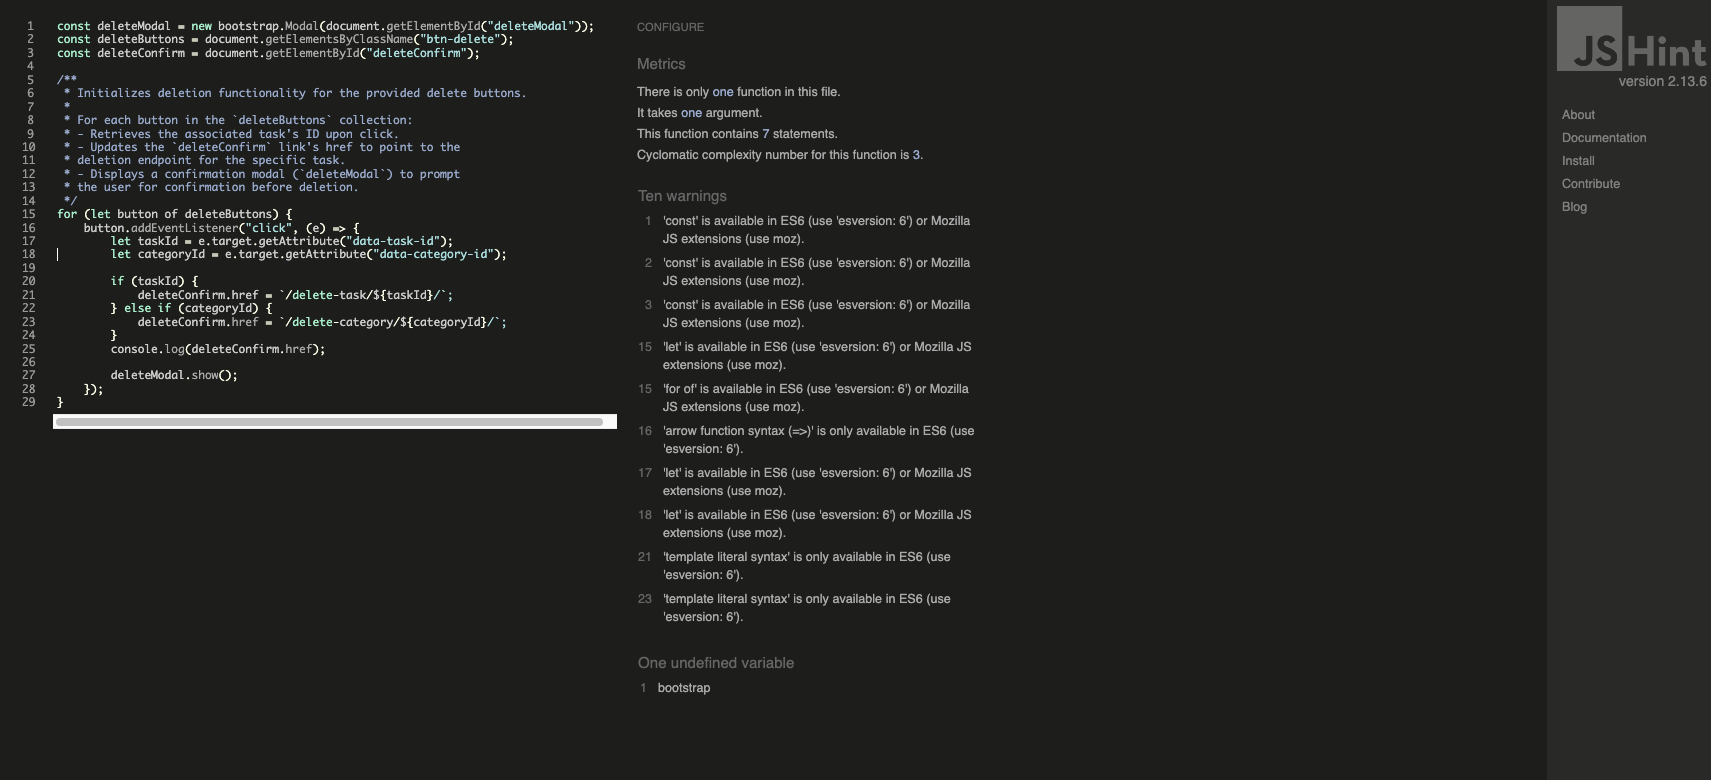 1 const deleteModal = new bootstrap.Modal(document.getElementById("deleteModal"));
2 const deleteButtons = document.getElementsByClassName("btn-delete");
3 const deleteConfirm = document.getElementById("deleteConfirm");
4
5 /**
6  * Initializes deletion functionality for the provided delete buttons.
7  *
8  * For each button in the `deleteButtons` collection:
9  * - Retrieves the associated task's ID upon click.
10  * - Updates the `deleteConfirm` link's href to point to the
11  * deletion endpoint for the specific task.
12  * - Displays a confirmation modal (`deleteModal`) to prompt
13  * the user for confirmation before deletion.
14  */
15 for (let button of deleteButtons) {
16     button.addEventListener("click", (e) => {
17         let taskId = e.target.getAttribute("data-task-id");
18         let categoryId = e.target.getAttribute("data-category-id");
19
20         if (taskId) {
21             deleteConfirm.href = `/delete-task/${taskId}/`;
22         } else if (categoryId) {
23             deleteConfirm.href = `/delete-category/${categoryId}/`;
24         }
25         console.log(deleteConfirm.href);
26
27         deleteModal.show();
28     });
29 }
CONFIGURE
Metrics
There is only one function in this file.
It takes one argument.
This function contains 7 statements.
Cyclomatic complexity number for this function is 3.
Ten warnings
1 'const' is available in ES6 (use 'esversion: 6') or Mozilla
JS extensions (use moz).
2 'const' is available in ES6 (use 'esversion: 6') or Mozilla
JS extensions (use moz).
3 'const' is available in ES6 (use 'esversion: 6') or Mozilla
JS extensions (use moz).
15 'let' is available in ES6 (use 'esversion: 6') or Mozilla JS
extensions (use moz).
15 'for of' is available in ES6 (use 'esversion: 6') or Mozilla
JS extensions (use moz).
16 'arrow function syntax (=>)' is only available in ES6 (use
'esversion: 6').
17 'let' is available in ES6 (use 'esversion: 6') or Mozilla JS
extensions (use moz).
18 'let' is available in ES6 (use 'esversion: 6') or Mozilla JS
extensions (use moz).
21 'template literal syntax' is only available in ES6 (use
'esversion: 6').
23 'template literal syntax' is only available in ES6 (use
'esversion: 6').
One undefined variable
1 bootstrap
JSHint
version 2.13.6
About
Documentation
Install
Contribute
Blog